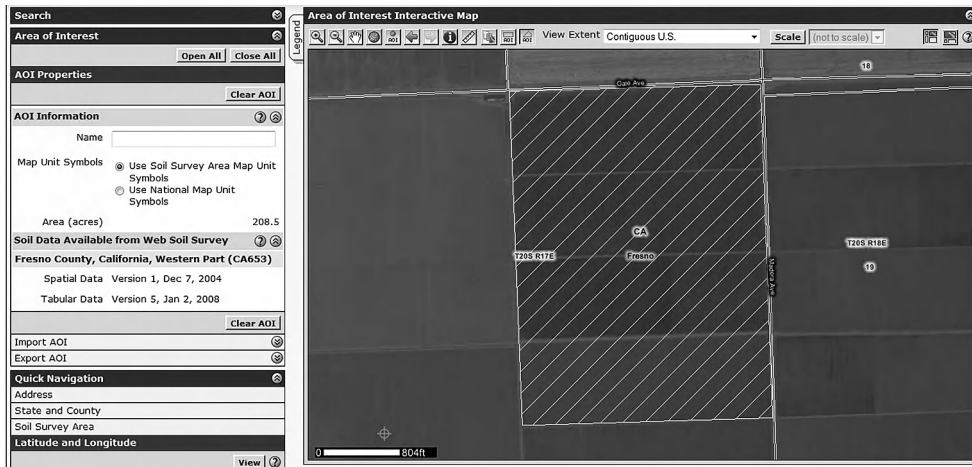 Search
Area of Interest
Open All Close All
AOI Properties
Clear AOI
AOI Information
Name
Map Unit Symbols
Use Soil Survey Area Map Unit
Symbols
Use National Map Unit
Symbols
Area (acres) 208.5
Soil Data Available from Web Soil Survey
Fresno County, California, Western Part (CA653)
Spatial Data Version 1, Dec 7, 2004
Tabular Data Version 5, Jan 2, 2008
Clear AOI
Import AOI
Export AOI
Quick Navigation
Address
State and County
Soil Survey Area
Latitude and Longitude
View
Legend
Area of Interest Interactive Map
AOI AOI AOI
View Extent Contiguous U.S. Scale (not to scale)
18
Gale Ave
CA
T20S R17E Fresno
T20S R18E
19
Madera Ave
0 804ft